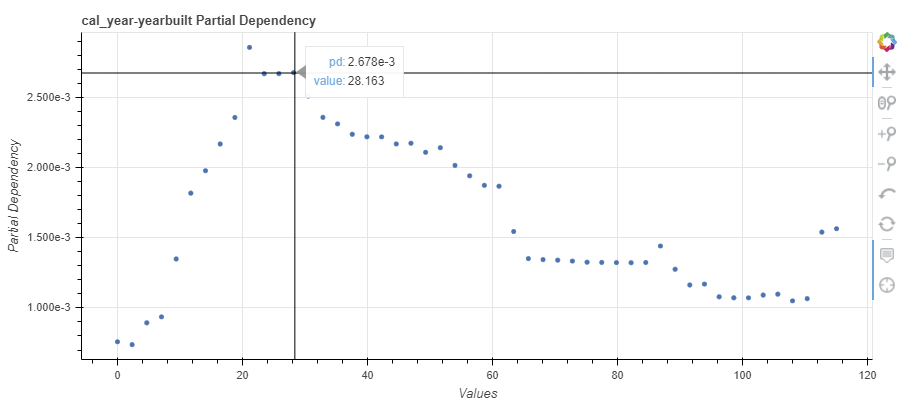 cal_year-yearbuilt Partial Dependency
pd: 2.678e-3
value: 28.163
2.500e-3
2.000e-3
1.500e-3
1.000e-3
Partial Dependency
0 20 40 60 80 100 120
Values